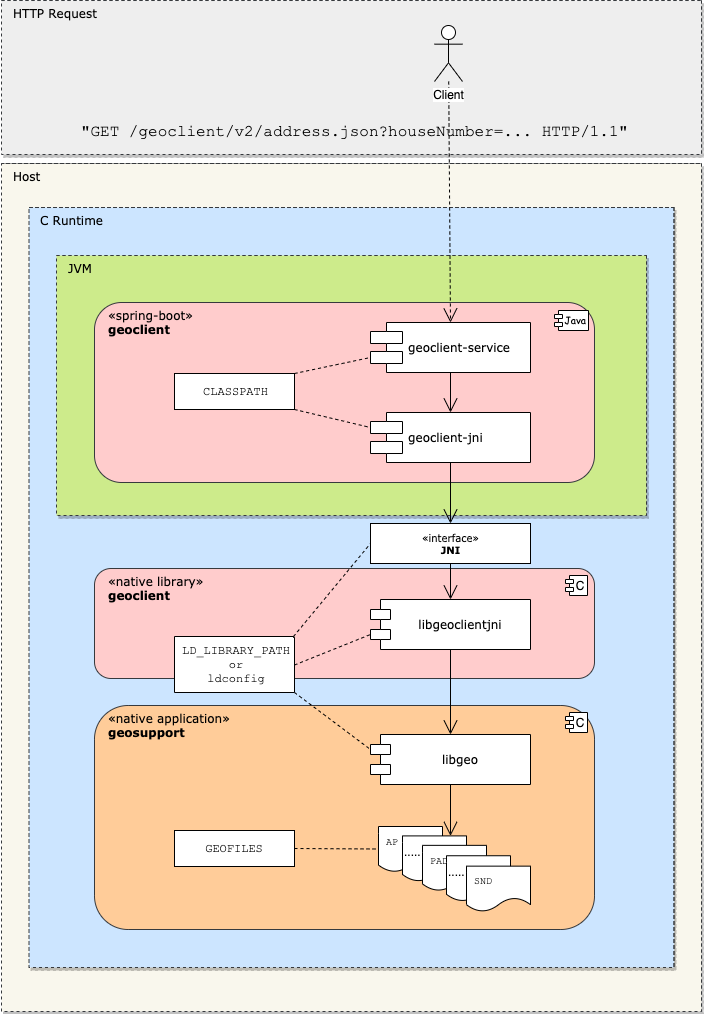 HTTP Request
Client
"GET /geoclient/v2/address.json?houseNumber=... HTTP/1.1"
Host
C Runtime
JVM
«spring-boot»
geoclient
Java
geoclient-service
CLASSPATH
geoclient-jni
«interface»
JNI
«native library»
geoclient
C
libgeoclientjni
LD_LIBRARY_PATH
or
ldconfig
«native application»
geosupport
C
libgeo
GEOFILES
AP
.....
PAD
.....
SND